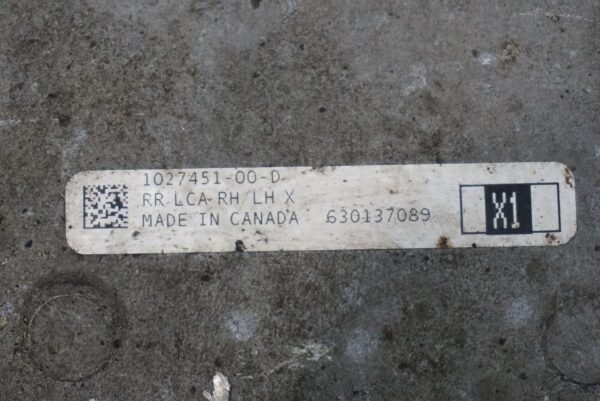 1027451-00-D
RR LCA RH/LH X
MADE IN CANADA 630137089
X1